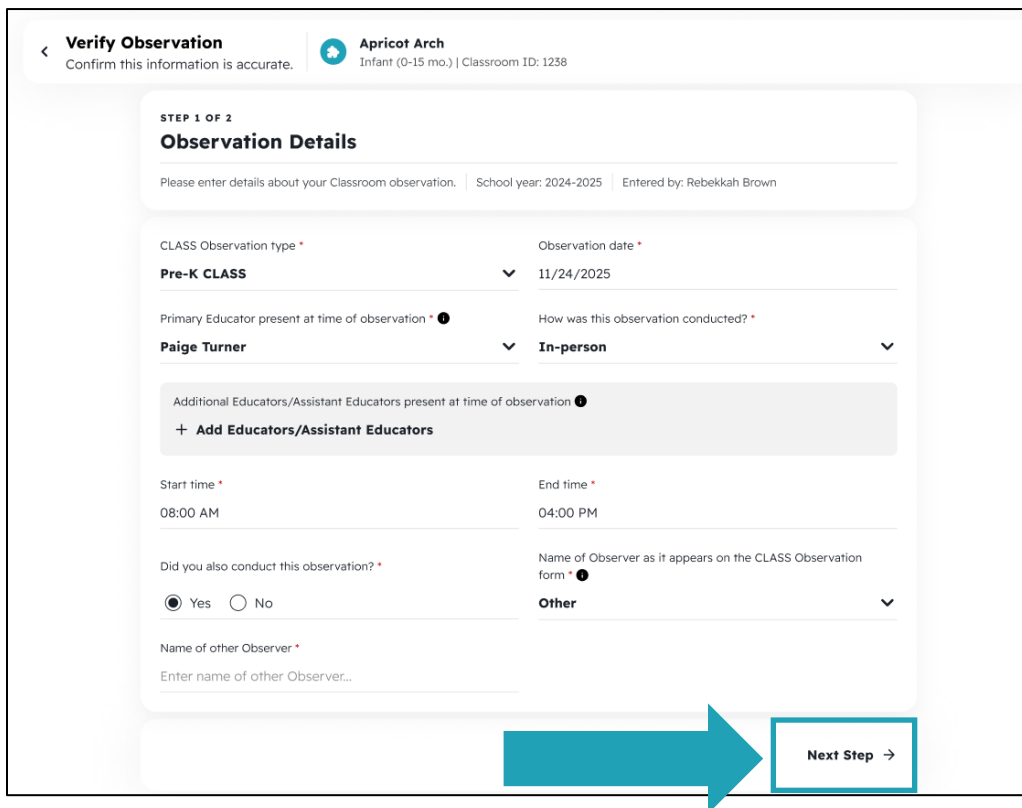 Verify Observation
Confirm this information is accurate.
Apricot Arch
Infant (0-15 mo.) | Classroom ID: 1238
STEP 1 OF 2
Observation Details
Please enter details about your Classroom observation. | School year: 2024-2025 | Entered by: Rebekkah Brown
CLASS Observation type *
Pre-K CLASS
Observation date *
11/24/2025
Primary Educator present at time of observation *
Paige Turner
How was this observation conducted? *
In-person
Additional Educators/Assistant Educators present at time of observation
+ Add Educators/Assistant Educators
Start time *
08:00 AM
End time *
04:00 PM
Did you also conduct this observation? *
Yes No
Name of Observer as it appears on the CLASS Observation
form *
Other
Name of other Observer *
Enter name of other Observer...
Next Step →